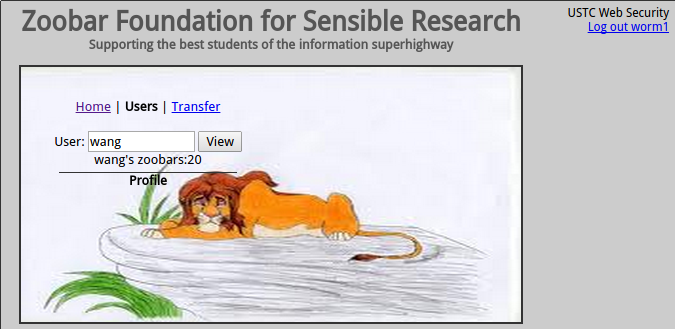 Zoobar Foundation for Sensible Research
Supporting the best students of the information superhighway
USTC Web Security
Log out worm1
Home | Users | Transfer
User: wang View
wang's zoobars:20
Profile